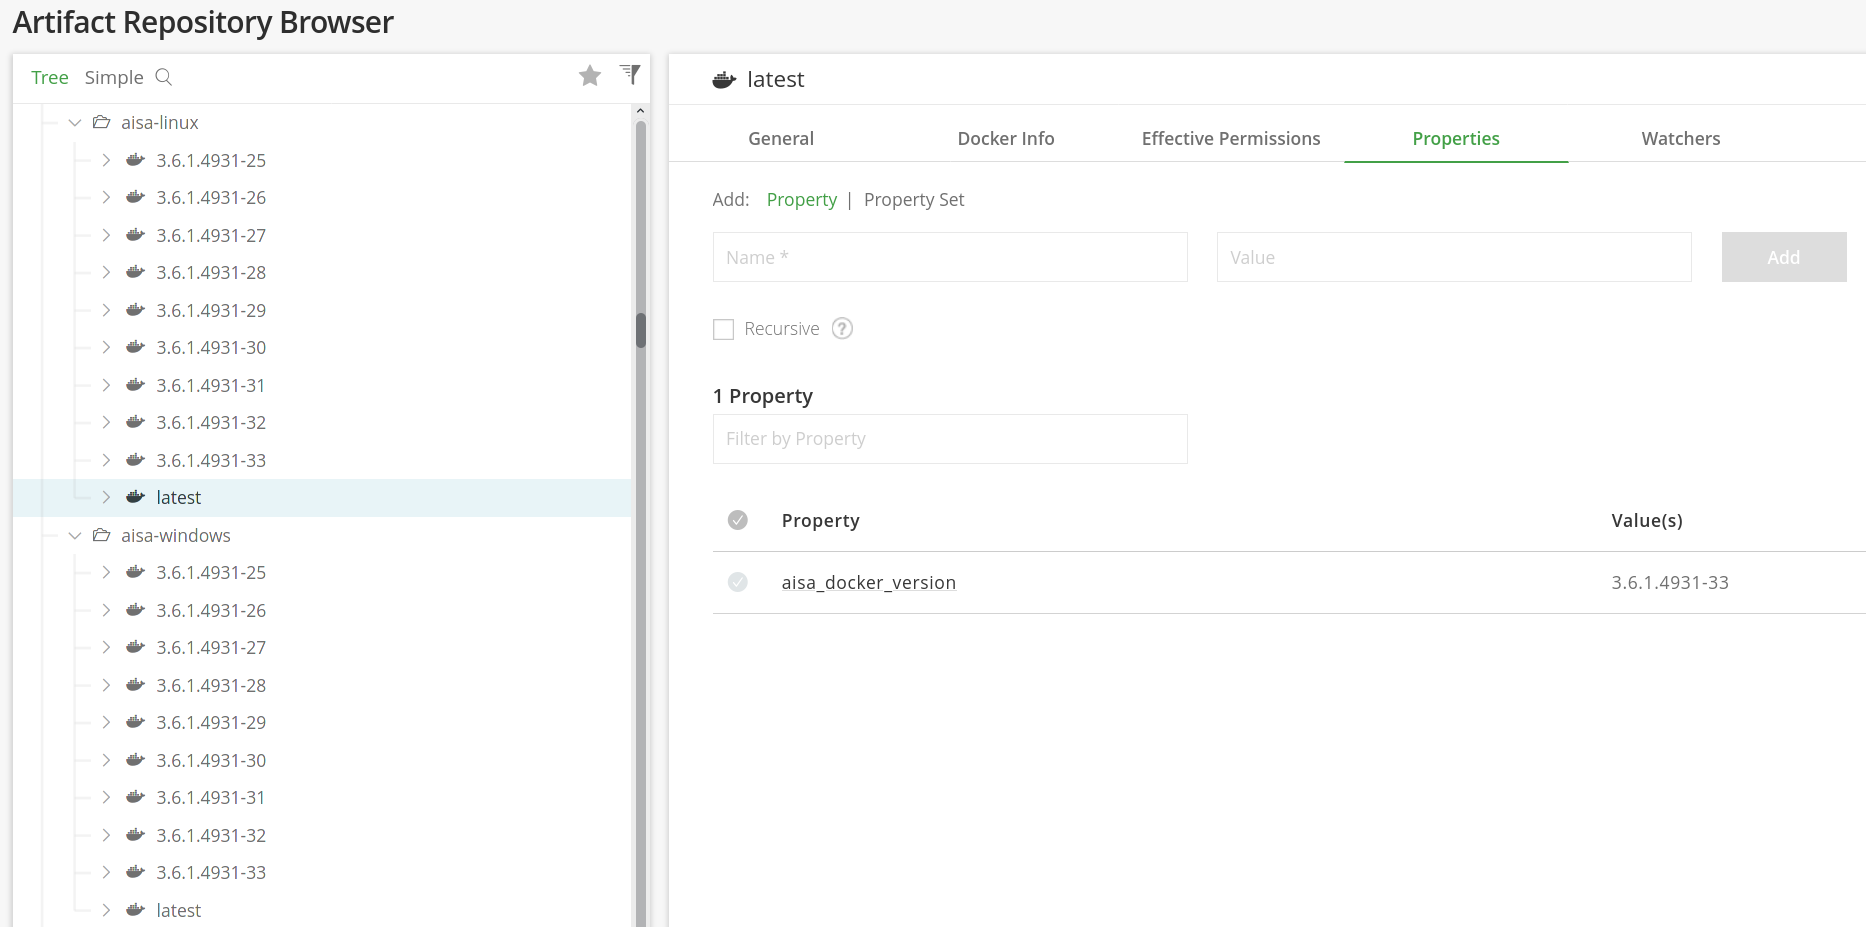 Artifact Repository Browser
Tree Simple
aisa-linux
3.6.1.4931-25
3.6.1.4931-26
3.6.1.4931-27
3.6.1.4931-28
3.6.1.4931-29
3.6.1.4931-30
3.6.1.4931-31
3.6.1.4931-32
3.6.1.4931-33
latest
aisa-windows
3.6.1.4931-25
3.6.1.4931-26
3.6.1.4931-27
3.6.1.4931-28
3.6.1.4931-29
3.6.1.4931-30
3.6.1.4931-31
3.6.1.4931-32
3.6.1.4931-33
latest
latest
General Docker Info Effective Permissions Properties Watchers
Add: Property | Property Set
Name * Value Add
Recursive ?
1 Property
Filter by Property
Property Value(s)
aisa_docker_version 3.6.1.4931-33